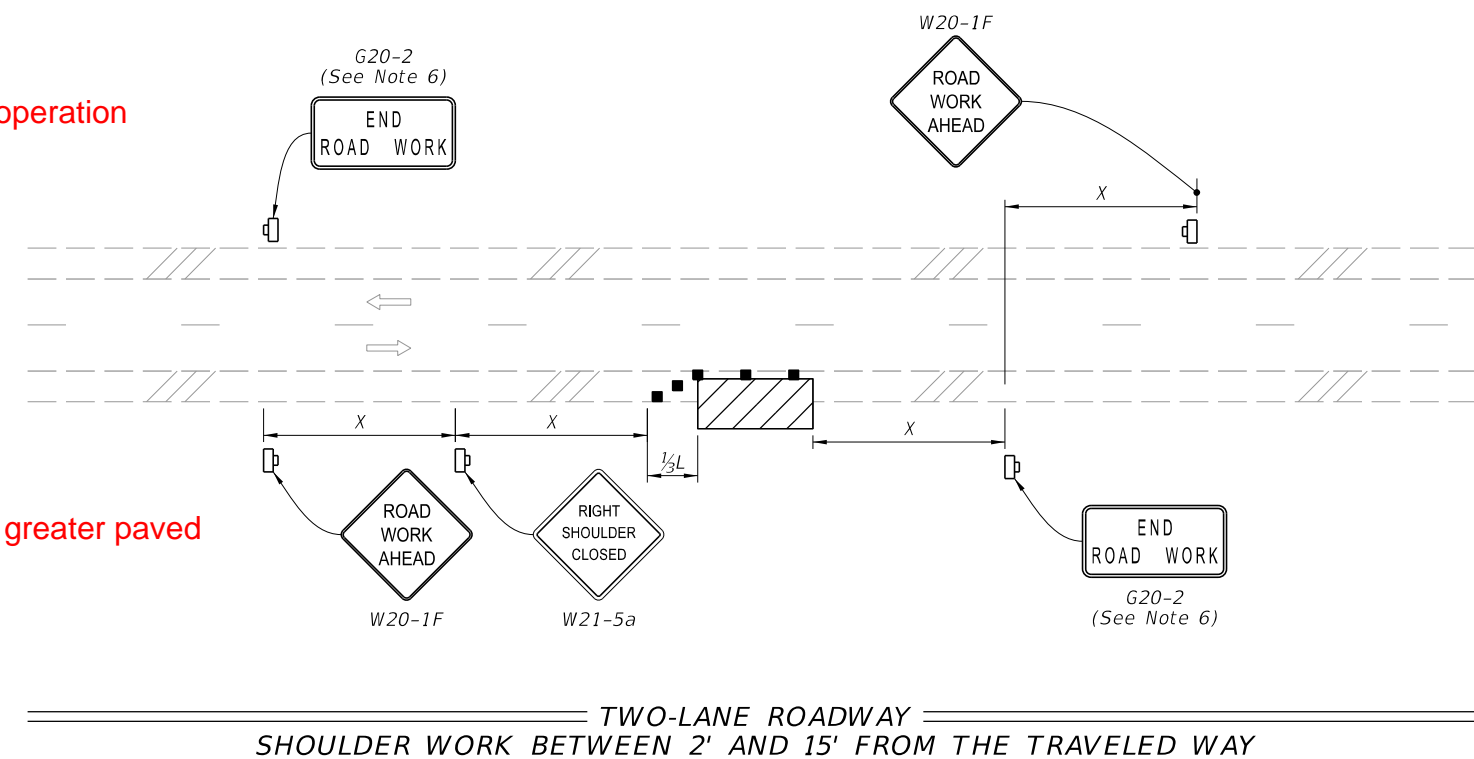 W20-1F
G20-2
(See Note 6)
ROAD
WORK
AHEAD
operation
END
ROAD WORK
X
X
X
X
⅓L
ROAD
WORK
AHEAD
RIGHT
SHOULDER
CLOSED
greater paved
END
ROAD WORK
W20-1F
W21-5a
G20-2
(See Note 6)
TWO-LANE ROADWAY
SHOULDER WORK BETWEEN 2' AND 15' FROM THE TRAVELED WAY